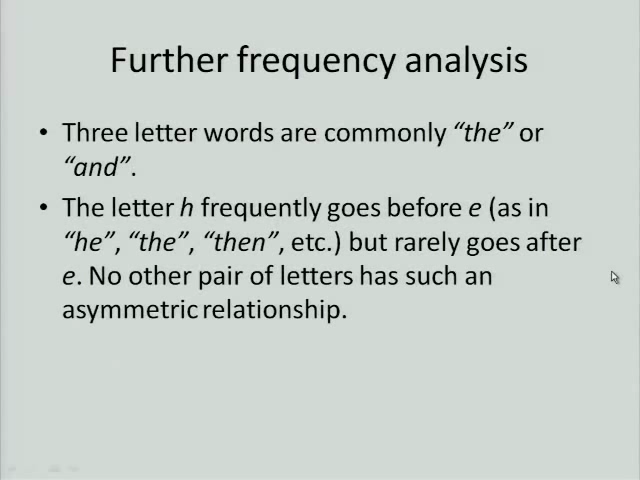 Further frequency analysis
• Three letter words are commonly “the” or
“and”.
• The letter h frequently goes before e (as in
“he”, “the”, “then”, etc.) but rarely goes after
e. No other pair of letters has such an
asymmetric relationship.